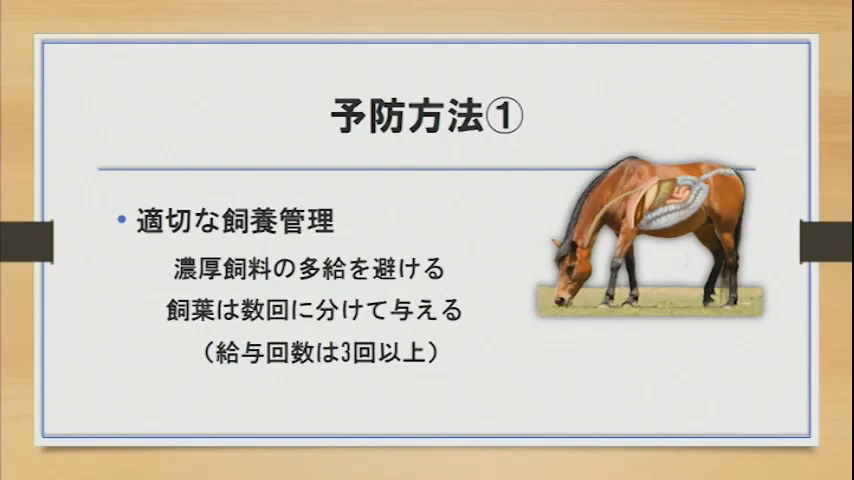 予防方法①
• 適切な飼養管理
濃厚飼料の多給を避ける
飼葉は数回に分けて与える
（給与回数は3回以上）